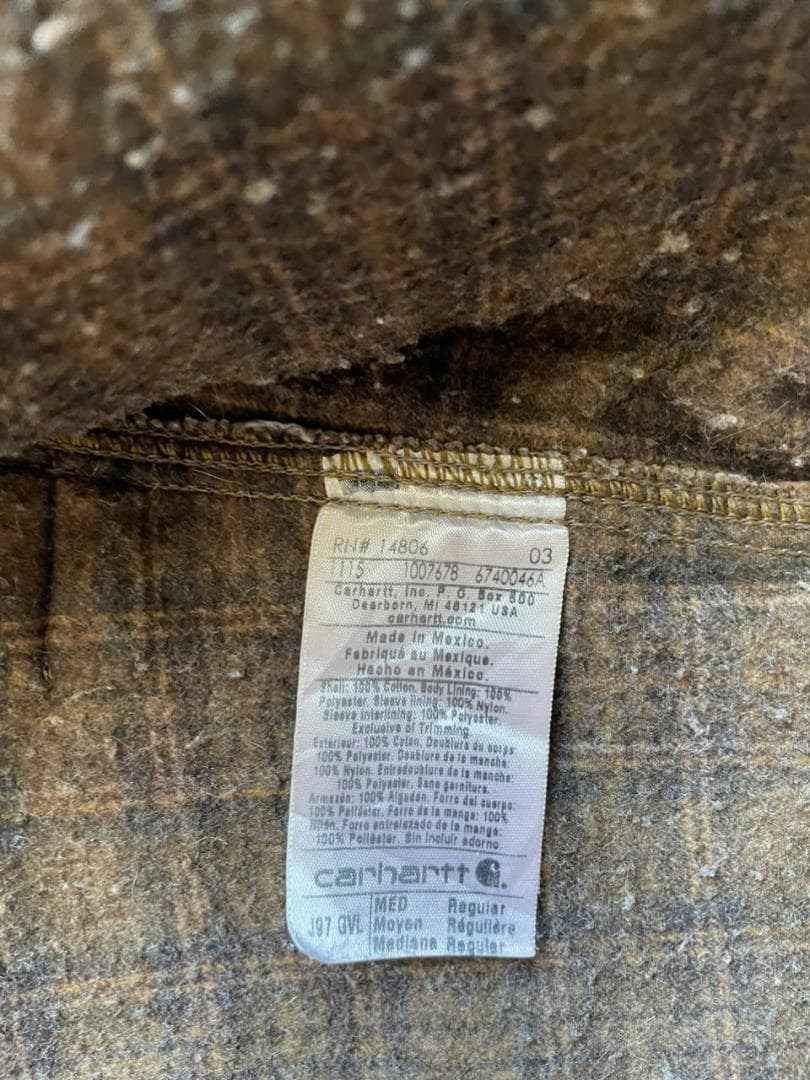 RN# 14806 03
1115 1007678 6740046A
Carhartt, Inc. P. O. Box 600
Dearborn, MI 48121 USA
carhartt.com
Made in Mexico.
Fabriqué au Mexique.
Hecho en México.
Shell: 100% Cotton. Body Lining: 100%
Polyester. Sleeve lining: 100% Nylon.
Sleeve interlining: 100% Polyester.
Exclusive of Trimming.
Extérieur: 100% Coton. Doublure du corps:
100% Polyester. Doublure de la manche:
100% Nylon. Entredoublure de la manche:
100% Polyester. Sans garniture.
Armazón: 100% Algodón. Forro del cuerpo:
100% Poliéster. Forro de la manga: 100%
Nilón. Forro entrelazado de la manga:
100% Poliéster. Sin incluir adorno.
carhartt
J97 GVL
MED Regular
Moyen Régulière
Mediana Regular